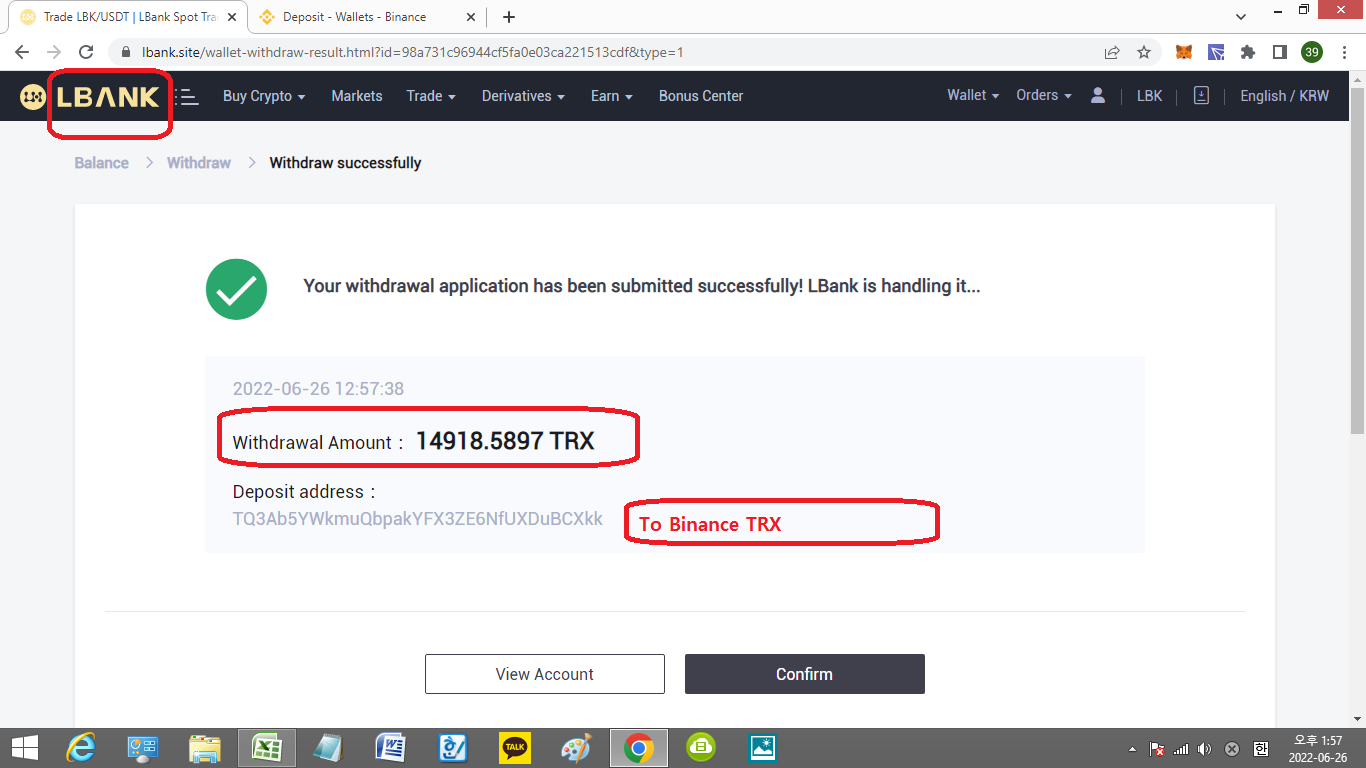 Trade LBK/USDT | LBank Spot Tra
Deposit - Wallets - Binance
lbank.site/wallet-withdraw-result.html?id=98a731c96944cf5fa0e03ca221513cdf&type=1
39
LBANK
Buy Crypto
Markets
Trade
Derivatives
Earn
Bonus Center
Wallet
Orders
LBK
English / KRW
Balance > Withdraw > Withdraw successfully
Your withdrawal application has been submitted successfully! LBank is handling it...
2022-06-26 12:57:38
Withdrawal Amount : 14918.5897 TRX
Deposit address :
TQ3Ab5YWkmuQbpakYFX3ZE6NfUXDuBCXkk
To Binance TRX
View Account
Confirm
TALK
한
오후 1:57
2022-06-26